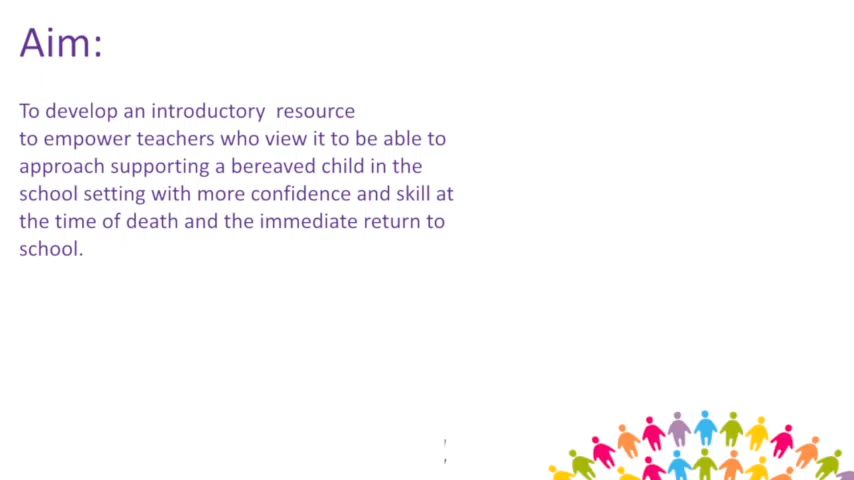 Aim:
To develop an introductory resource
to empower teachers who view it to be able to
approach supporting a bereaved child in the
school setting with more confidence and skill at
the time of death and the immediate return to
school.